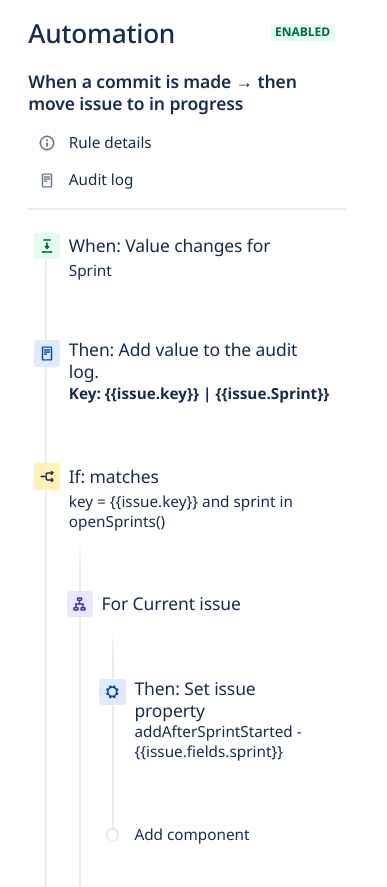 Automation
ENABLED
When a commit is made → then
move issue to in progress
Rule details
Audit log
When: Value changes for
Sprint
Then: Add value to the audit
log.
Key: {{issue.key}} | {{issue.Sprint}}
If: matches
key = {{issue.key}} and sprint in
openSprints()
For Current issue
Then: Set issue
property
addAfterSprintStarted -
{{issue.fields.sprint}}
Add component